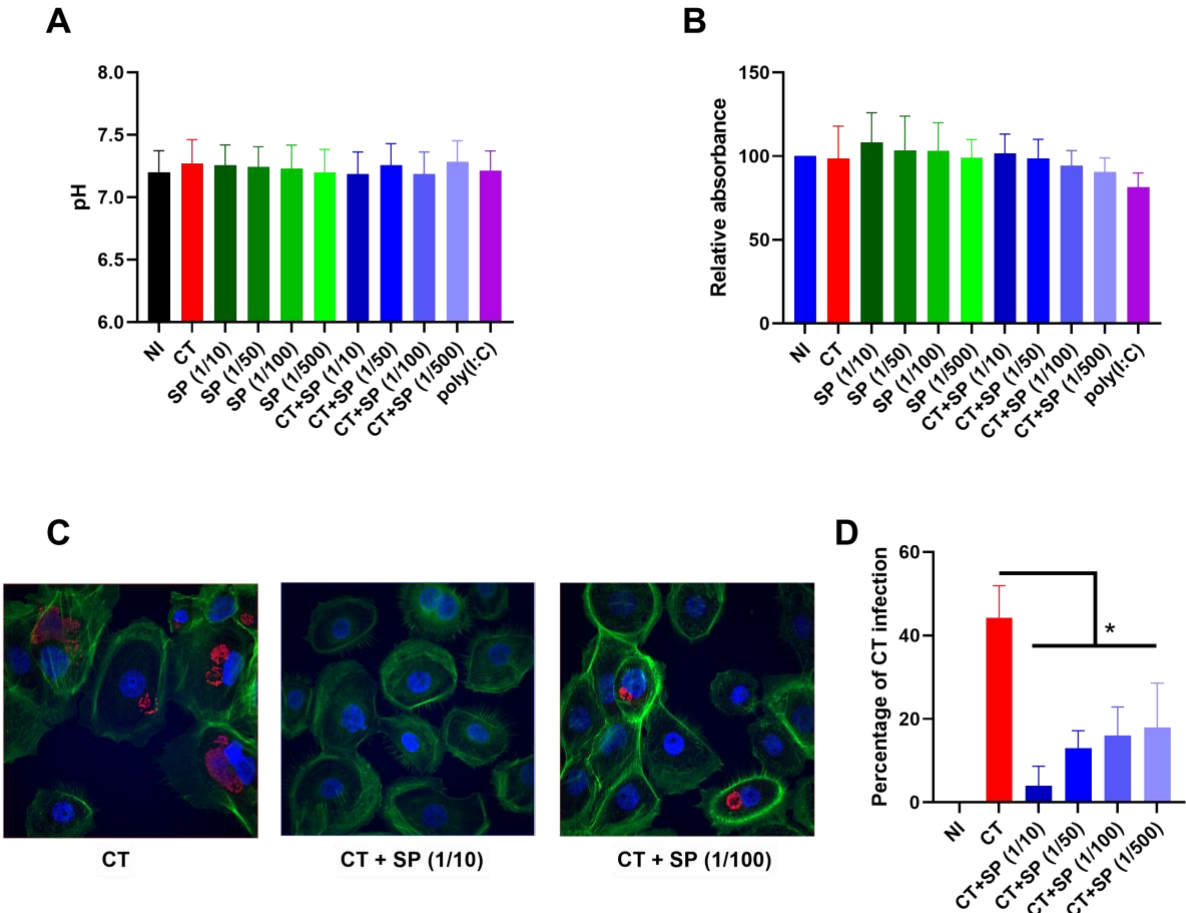 A
8.0
7.5
7.0
6.5
6.0
pH
NI
CT
SP (1/10)
SP (1/50)
SP (1/100)
SP (1/500)
CT+SP (1/10)
CT+SP (1/50)
CT+SP (1/100)
CT+SP (1/500)
poly(I:C)
B
150
100
50
0
Relative absorbance
NI
CT
SP (1/10)
SP (1/50)
SP (1/100)
SP (1/500)
CT+SP (1/10)
CT+SP (1/50)
CT+SP (1/100)
CT+SP (1/500)
poly(I:C)
C
CT
CT + SP (1/10)
CT + SP (1/100)
D
60
40
20
0
Percentage of CT infection
*
NI
CT
CT+SP (1/10)
CT+SP (1/50)
CT+SP (1/100)
CT+SP (1/500)